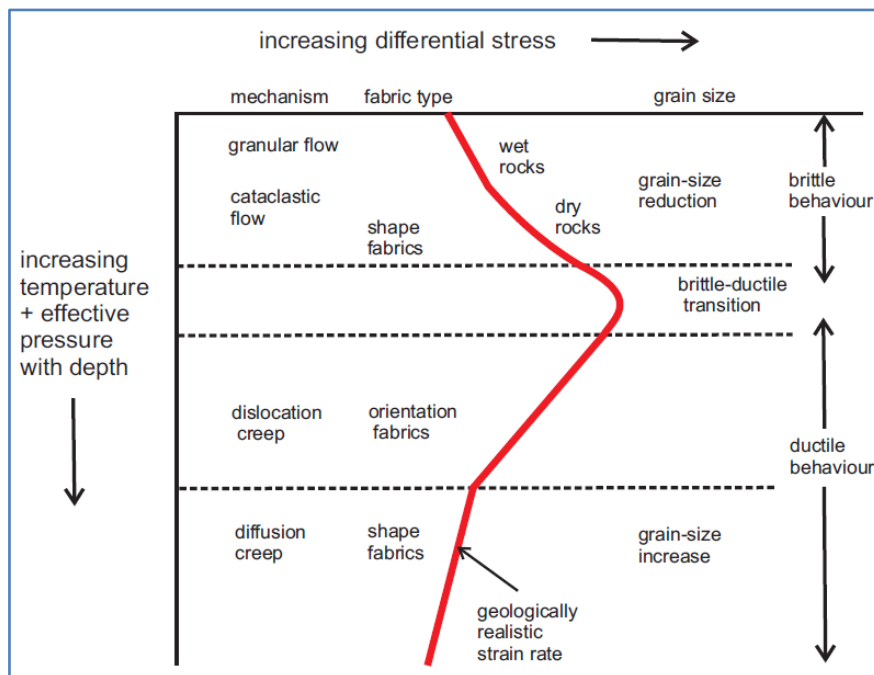 increasing differential stress
mechanism
fabric type
grain size
granular flow
wet
rocks
cataclastic
flow
shape
fabrics
dry
rocks
grain-size
reduction
brittle
behaviour
increasing
temperature
+ effective
pressure
with depth
brittle-ductile
transition
dislocation
creep
orientation
fabrics
ductile
behaviour
diffusion
creep
shape
fabrics
grain-size
increase
geologically
realistic
strain rate